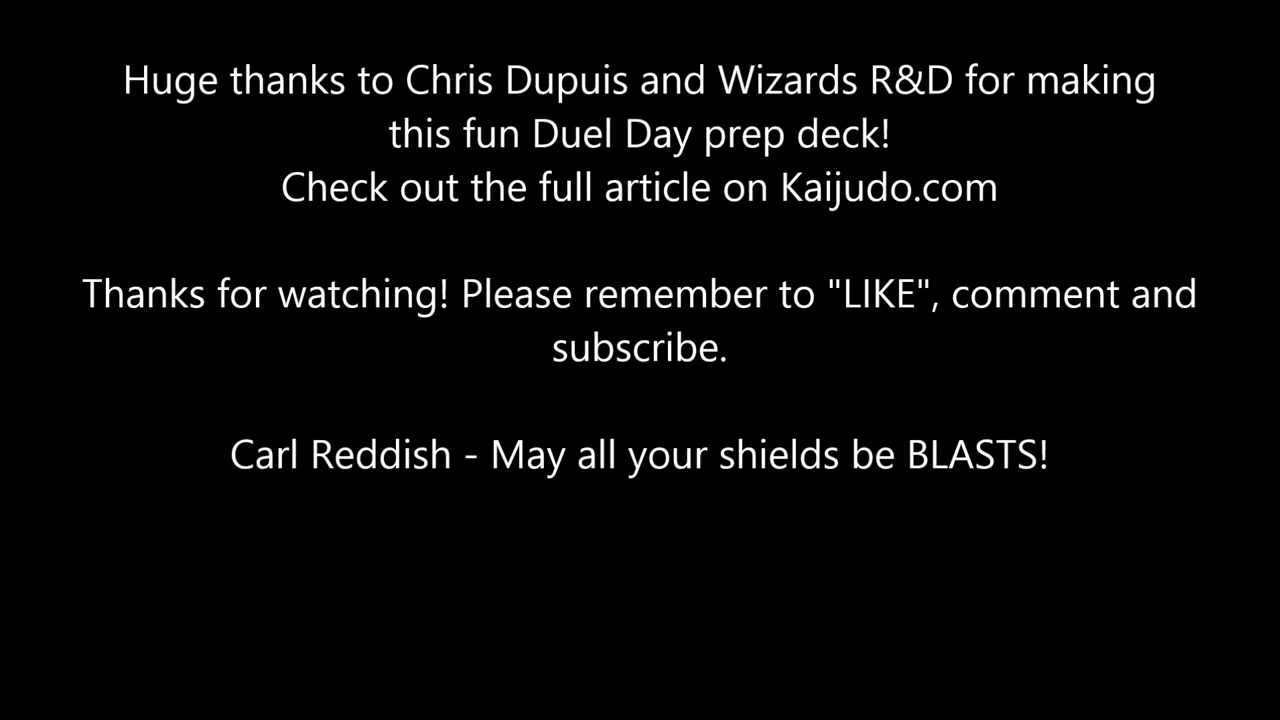 Huge thanks to Chris Dupuis and Wizards R&D for making
this fun Duel Day prep deck!
Check out the full article on Kaijudo.com
Thanks for watching! Please remember to "LIKE", comment and
subscribe.
Carl Reddish - May all your shields be BLASTS!